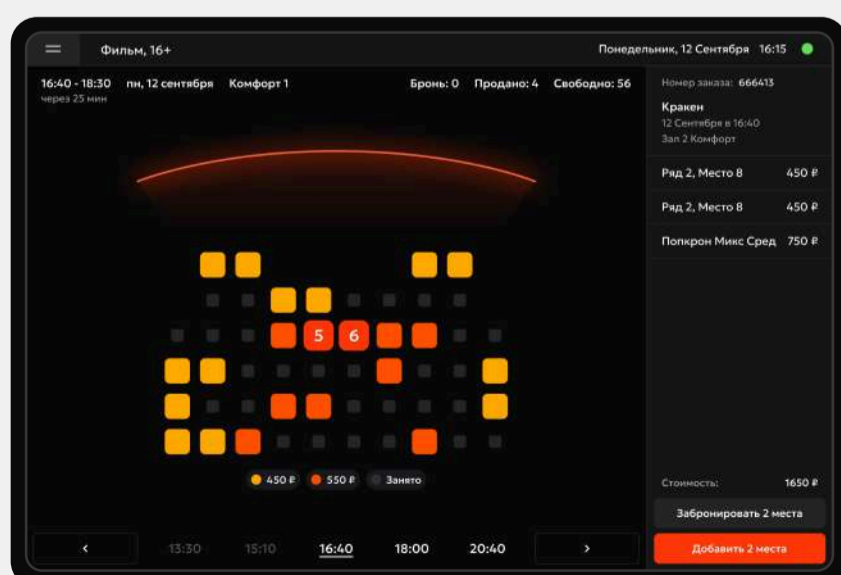 Фильм, 16+
Понедельник, 12 Сентября 16:15
16:40 - 18:30 пн, 12 сентября Комфорт 1 Бронь: 0 Продано: 4 Свободно: 56
через 25 мин
5 6
450 ₽ 550 ₽ Занято
13:30 15:10 16:40 18:00 20:40
Номер заказа: 666413
Кракен
12 Сентября в 16:40
Зал 2 Комфорт
Ряд 2, Место 8 450 ₽
Ряд 2, Место 8 450 ₽
Попкрон Микс Сред 750 ₽
Стоимость: 1650 ₽
Забронировать 2 места
Добавить 2 места